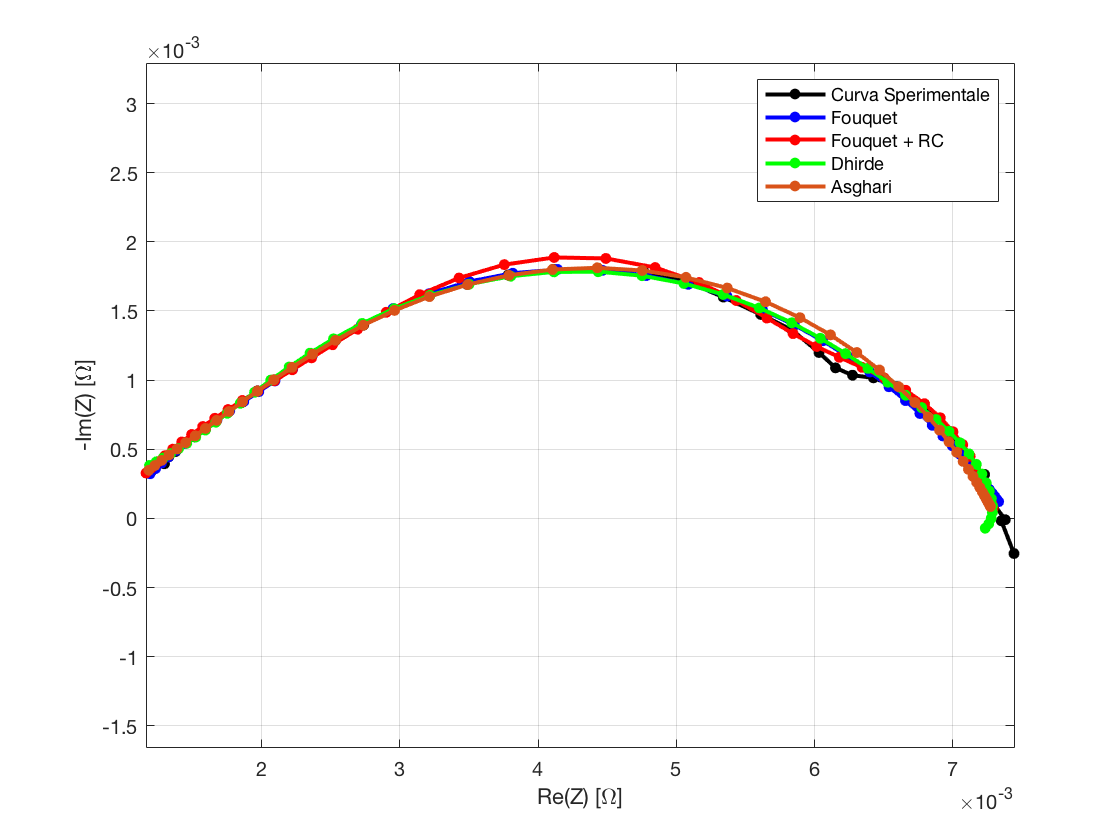 ×10-3
3
2.5
2
1.5
1
0.5
0
-0.5
-1
-1.5
-Im(Z) [Ω]
Curva Sperimentale
Fouquet
Fouquet + RC
Dhirde
Asghari
2 3 4 5 6 7
Re(Z) [Ω]
×10-3